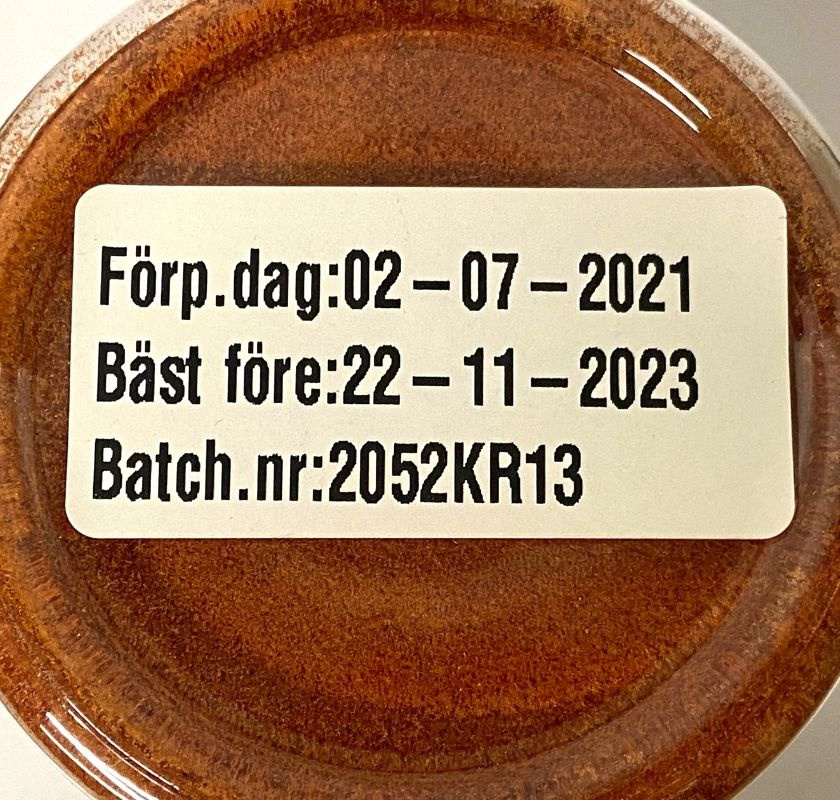 Förp.dag:02–07–2021
Bäst före:22–11–2023
Batch.nr:2052KR13